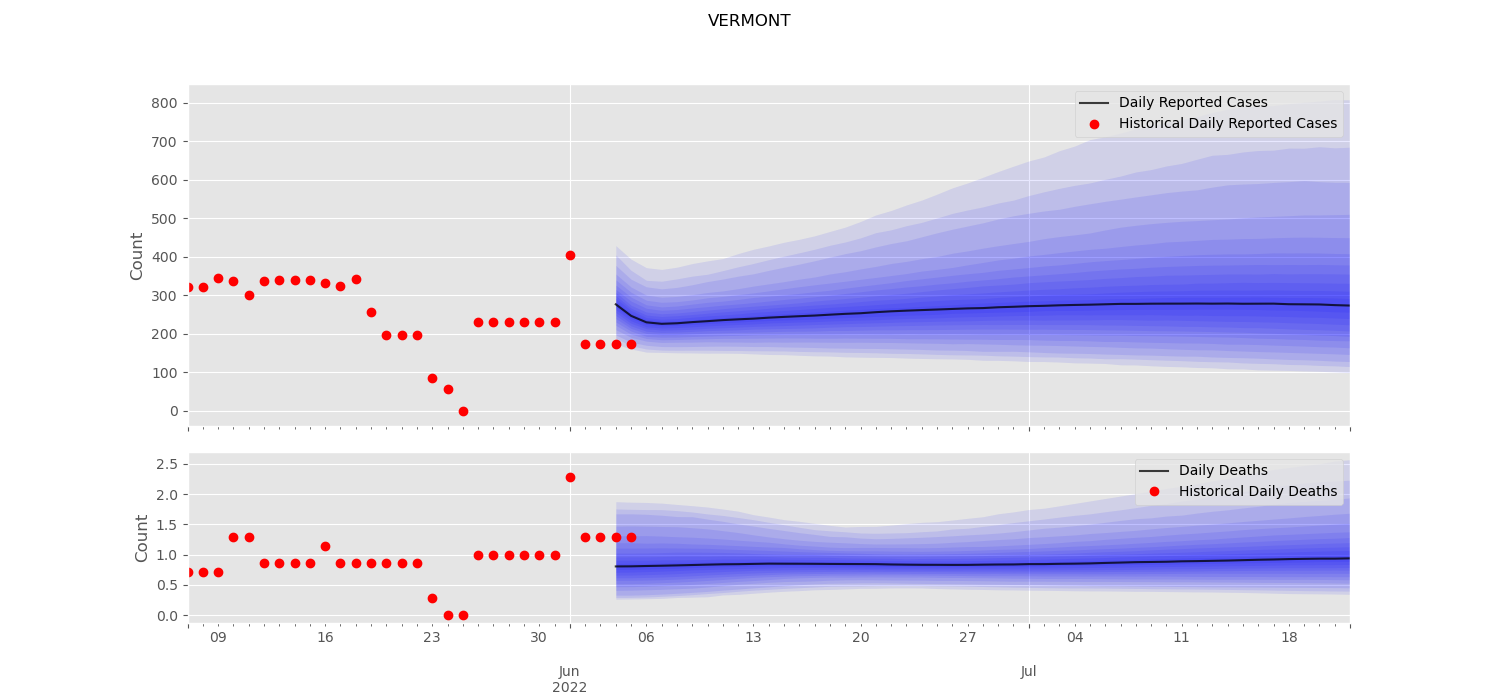 VERMONT
Daily Reported Cases
Historical Daily Reported Cases
800
700
600
500
400
300
200
100
0
Count
Daily Deaths
Historical Daily Deaths
2.5
2.0
1.5
1.0
0.5
0.0
Count
09 16 23 30 06 13 20 27 04 11 18
Jun Jul
2022